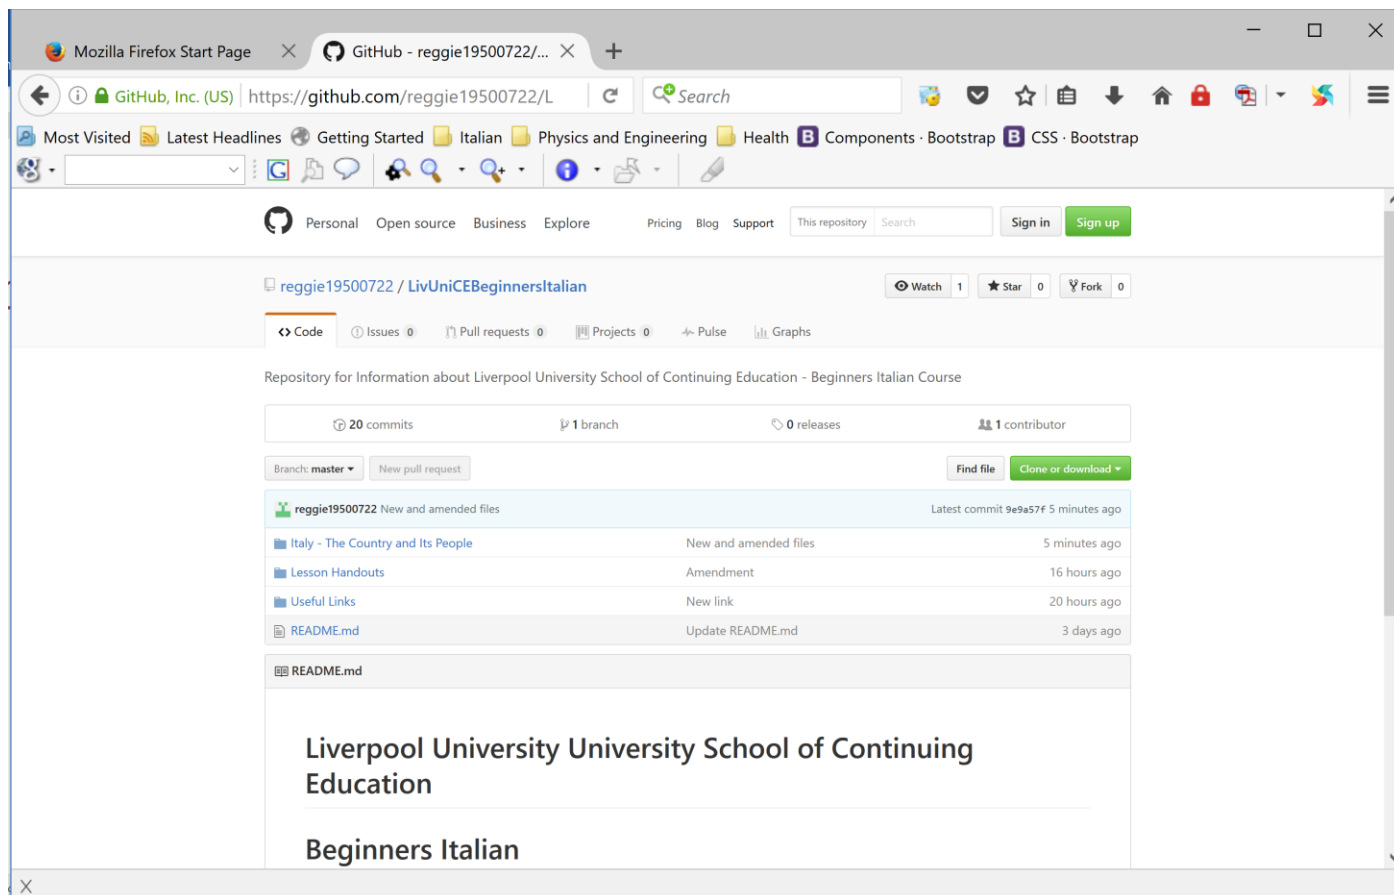 Mozilla Firefox Start Page GitHub - reggie19500722/...
GitHub, Inc. (US) https://github.com/reggie19500722/L Search
Most Visited Latest Headlines Getting Started Italian Physics and Engineering Health Components · Bootstrap CSS · Bootstrap
Personal Open source Business Explore Pricing Blog Support This repository Search Sign in Sign up
reggie19500722 / LivUniCEBeginnersItalian Watch 1 Star 0 Fork 0
Code Issues 0 Pull requests 0 Projects 0 Pulse Graphs
Repository for Information about Liverpool University School of Continuing Education - Beginners Italian Course
20 commits 1 branch 0 releases 1 contributor
Branch: master New pull request Find file Clone or download
reggie19500722 New and amended files Latest commit 9e9a57f 5 minutes ago
Italy - The Country and Its People New and amended files 5 minutes ago
Lesson Handouts Amendment 16 hours ago
Useful Links New link 20 hours ago
README.md Update README.md 3 days ago
README.md
Liverpool University University School of Continuing
Education
Beginners Italian